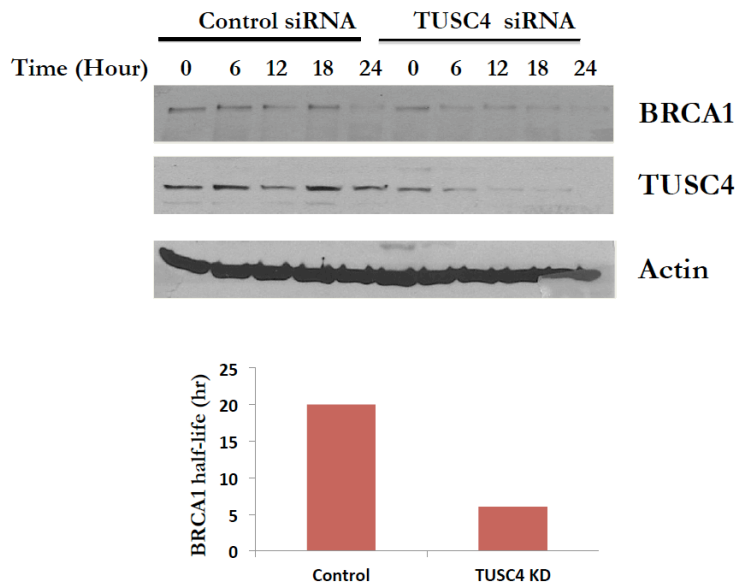 Control siRNA TUSC4 siRNA
Time (Hour) 0 6 12 18 24 0 6 12 18 24
BRCA1
TUSC4
Actin
BRCA1 half-life (hr)
25
20
15
10
5
0
Control TUSC4 KD